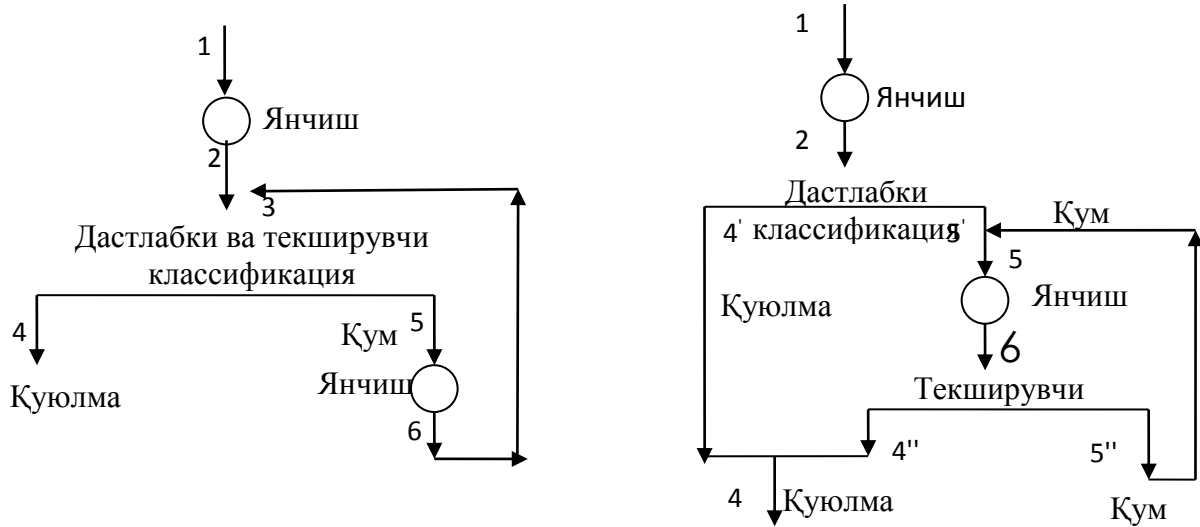 1
Янчиш
2
3
Дастлабки ва текширувчи
классификация
4
Қум
5
Қуюлма
Янчиш
6
1
Янчиш
2
Дастлабки
классификация
4'
5'
Қум
5
Қуюлма
Янчиш
6
Текширувчи
4''
5''
4
Қуюлма
Қум